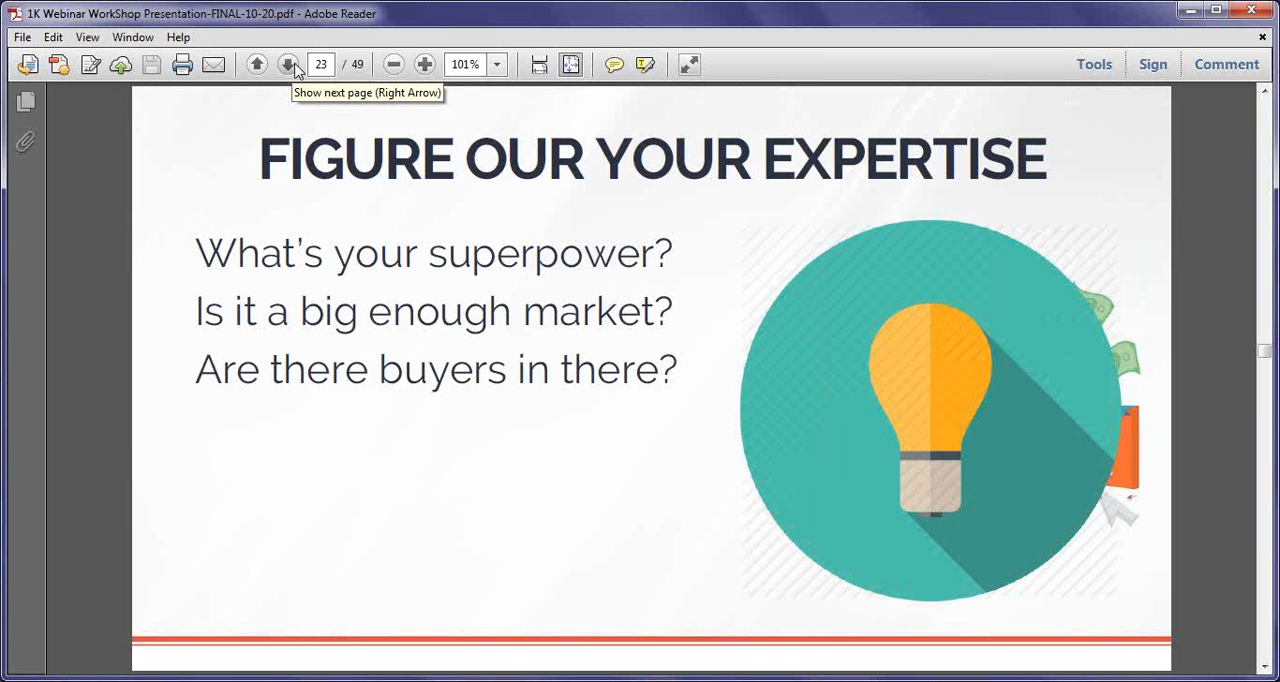 1K Webinar WorkShop Presentation-FINAL-10-20.pdf - Adobe Reader
File Edit View Window Help
23 / 49 101% Tools Sign Comment
Show next page (Right Arrow)
FIGURE OUR YOUR EXPERTISE
What's your superpower?
Is it a big enough market?
Are there buyers in there?